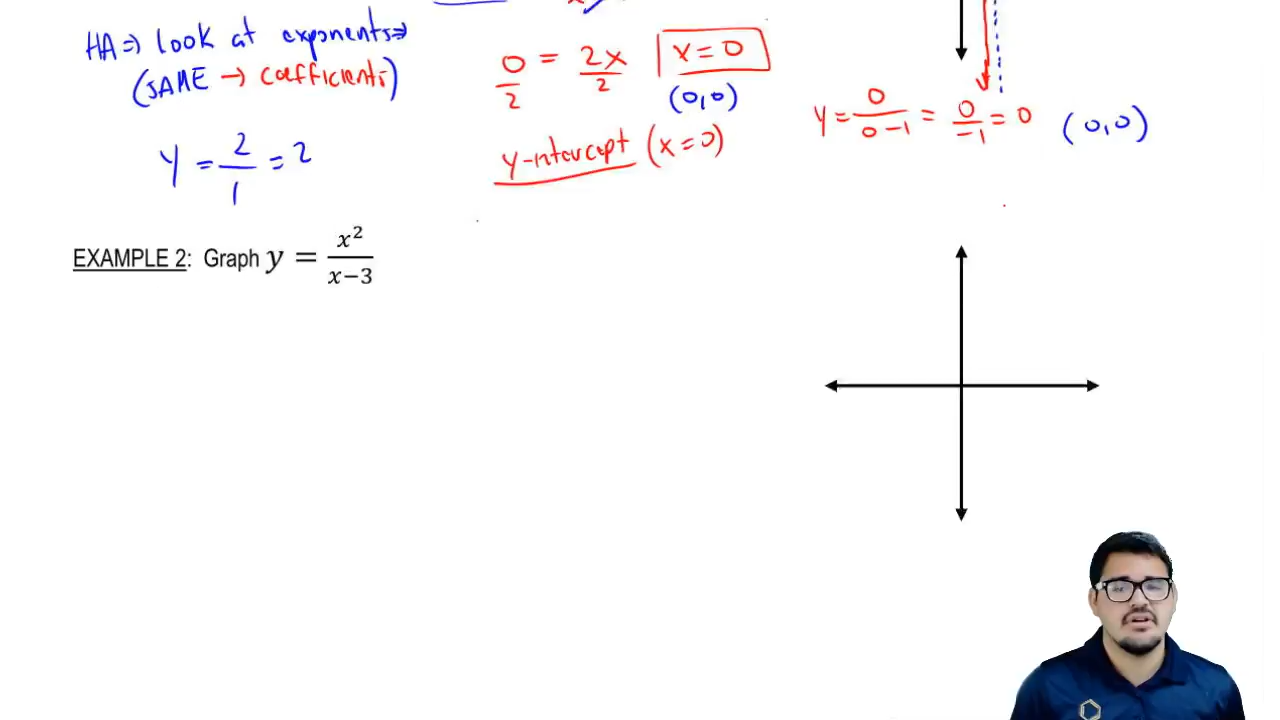 HA⇒ look at exponents⇒
(SAME → coefficients)
y = 2/1 = 2
0/2 = 2x/2 x = 0
(0,0)
y-intercept (x=0)
y = 0/0-1 = 0/-1 = 0 (0,0)
EXAMPLE 2: Graph y = x²/x−3